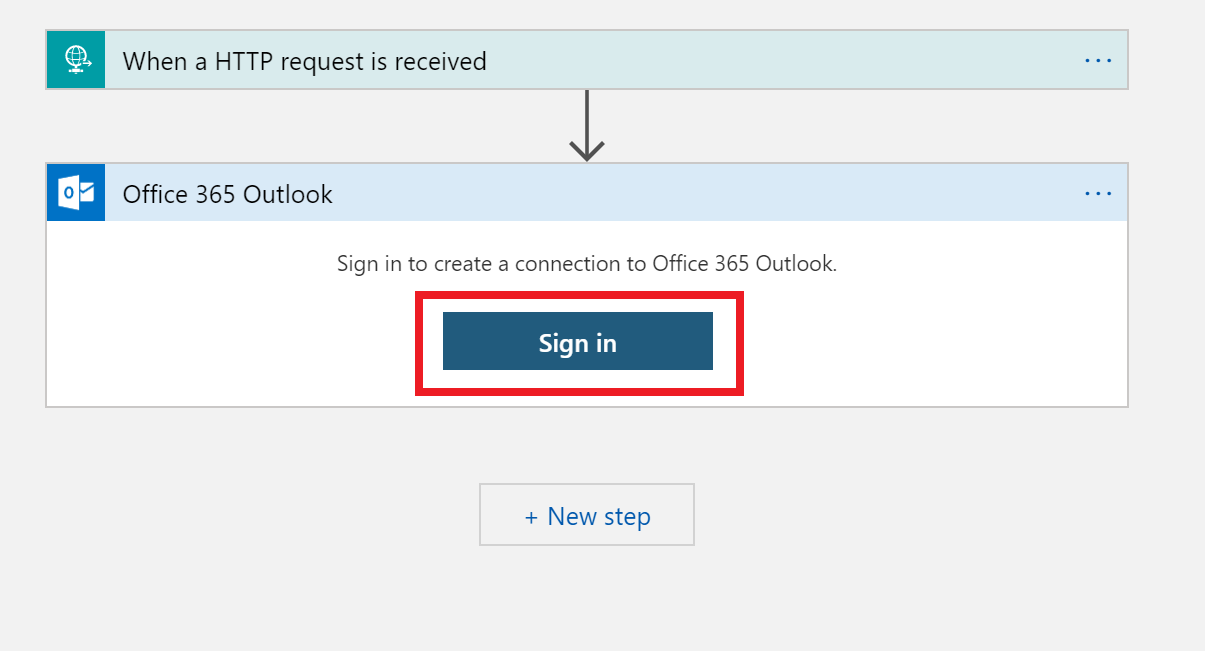 When a HTTP request is received
Office 365 Outlook
Sign in to create a connection to Office 365 Outlook.
Sign in
+ New step